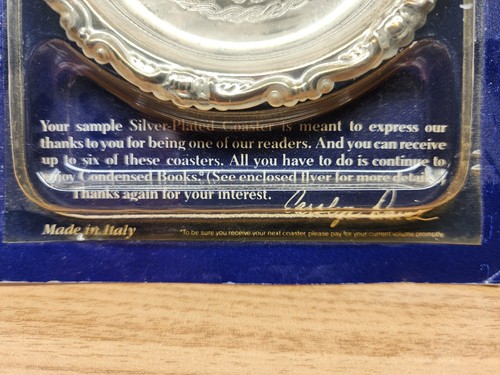 Your sample Silver-Plated Coaster is meant to express our
thanks to you for being one of our readers. And you can receive
up to six of these coasters. All you have to do is continue to
enjoy Condensed Books.* (See enclosed flyer for more details.)
Thanks again for your interest.
Made in Italy
*To be sure you receive your next coaster, please pay for your current volume promptly.